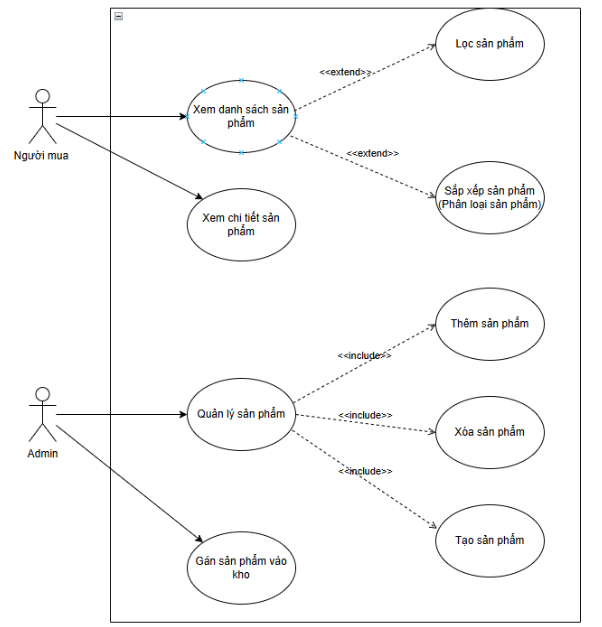 Lọc sản phẩm
<<extend>>
Xem danh sách sản
phẩm
Người mua
<<extend>>
Sắp xếp sản phẩm
(Phân loại sản phẩm)
Xem chi tiết sản
phẩm
Thêm sản phẩm
<<include>>
Quản lý sản phẩm
<<include>>
Xóa sản phẩm
Admin
<<include>>
Tạo sản phẩm
Gán sản phẩm vào
kho